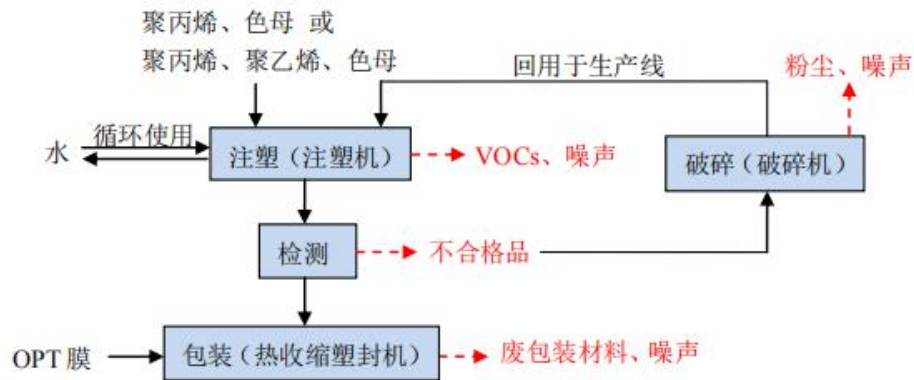 聚丙烯、色母 或
聚丙烯、聚乙烯、色母
回用于生产线
粉尘、噪声
水
循环使用
注塑（注塑机）
VOCs、噪声
破碎（破碎机）
检测
不合格品
OPT 膜
包装（热收缩塑封机）
废包装材料、噪声